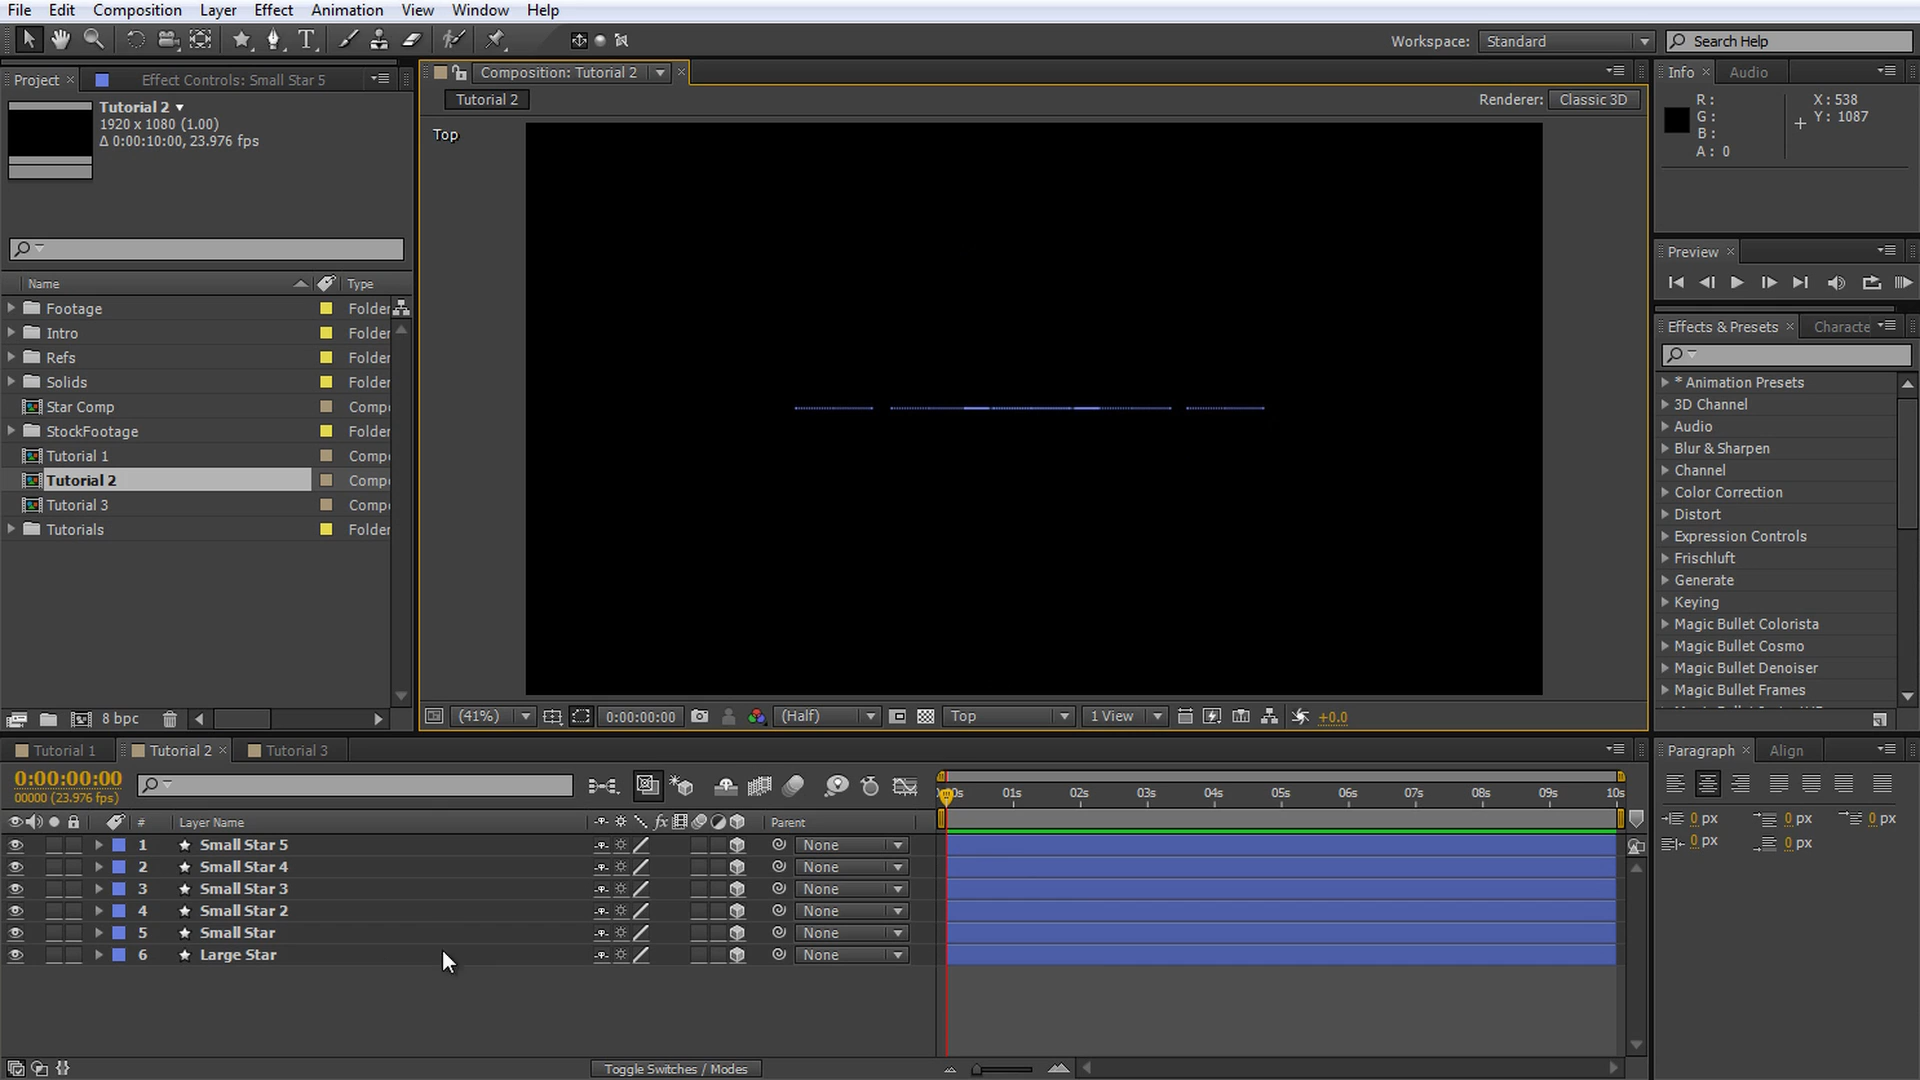 File Edit Composition Layer Effect Animation View Window Help
Workspace: Standard Search Help
Project Effect Controls: Small Star 5
Tutorial 2
1920 x 1080 (1.00)
Δ 0:00:10:00, 23.976 fps
Name Type
Footage Folder
Intro Folder
Refs Folder
Solids Folder
Star Comp Comp
StockFootage Folder
Tutorial 1 Comp
Tutorial 2 Comp
Tutorial 3 Comp
Tutorials Folder
8 bpc
Composition: Tutorial 2
Tutorial 2
Renderer: Classic 3D
Top
(41%) 0:00:00:00 (Half) Top 1 View +0.0
Info Audio
R:
G:
B:
A: 0
X: 538
Y: 1087
Preview
Effects & Presets Characte
* Animation Presets
3D Channel
Audio
Blur & Sharpen
Channel
Color Correction
Distort
Expression Controls
Frischluft
Generate
Keying
Magic Bullet Colorista
Magic Bullet Cosmo
Magic Bullet Denoiser
Magic Bullet Frames
Tutorial 1 Tutorial 2 Tutorial 3
0:00:00:00
00000 (23.976 fps)
# Layer Name fx Parent
1 Small Star 5 None
2 Small Star 4 None
3 Small Star 3 None
4 Small Star 2 None
5 Small Star None
6 Large Star None
0s 01s 02s 03s 04s 05s 06s 07s 08s 09s 10s
Toggle Switches / Modes
Paragraph Align
0 px 0 px 0 px
0 px 0 px